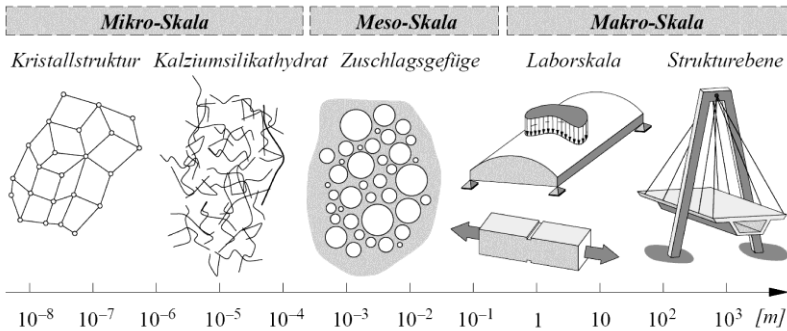 Mikro-Skala Meso-Skala Makro-Skala
Kristallstruktur Kalziumsilikathydrat Zuschlagsgefüge Laborskala Strukturebene
10⁻⁸ 10⁻⁷ 10⁻⁶ 10⁻⁵ 10⁻⁴ 10⁻³ 10⁻² 10⁻¹ 1 10 10² 10³ [m]